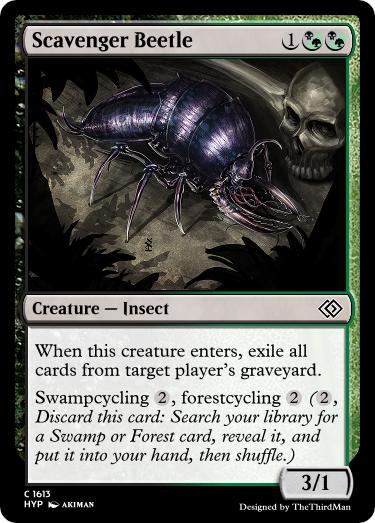 Scavenger Beetle 1
Creature — Insect
When this creature enters, exile all
cards from target player's graveyard.
Swampcycling 2, forestcycling 2 (2,
Discard this card: Search your library for
a Swamp or Forest card, reveal it, and
put it into your hand, then shuffle.)
3/1
C 1613
HYP AKIMAN
Designed by TheThirdMan